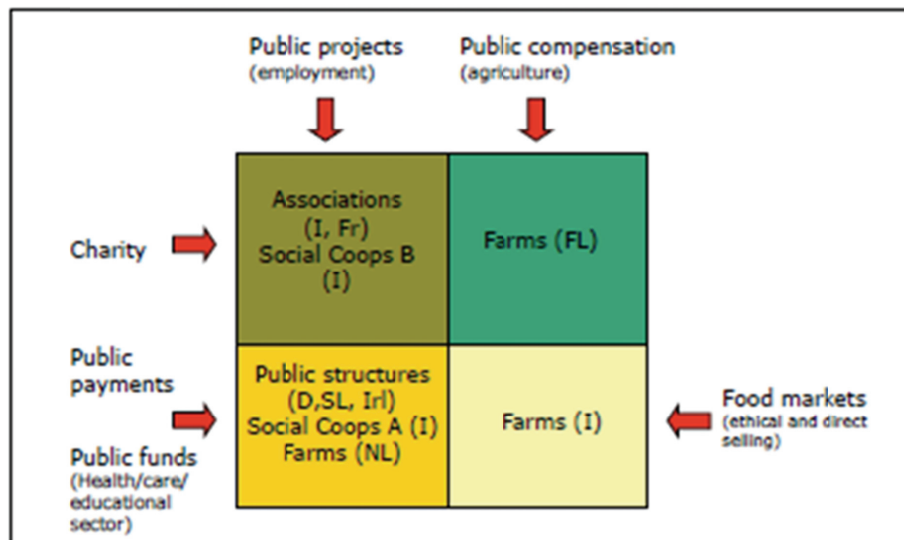 Public projects
(employment)
Public compensation
(agriculture)
Associations
(I, Fr)
Social Coops B
(I)
Farms (FL)
Charity
Public
payments
Public funds
(Health/care/
educational
sector)
Public structures
(D,SL, Irl)
Social Coops A (I)
Farms (NL)
Farms (I)
Food markets
(ethical and direct
selling)